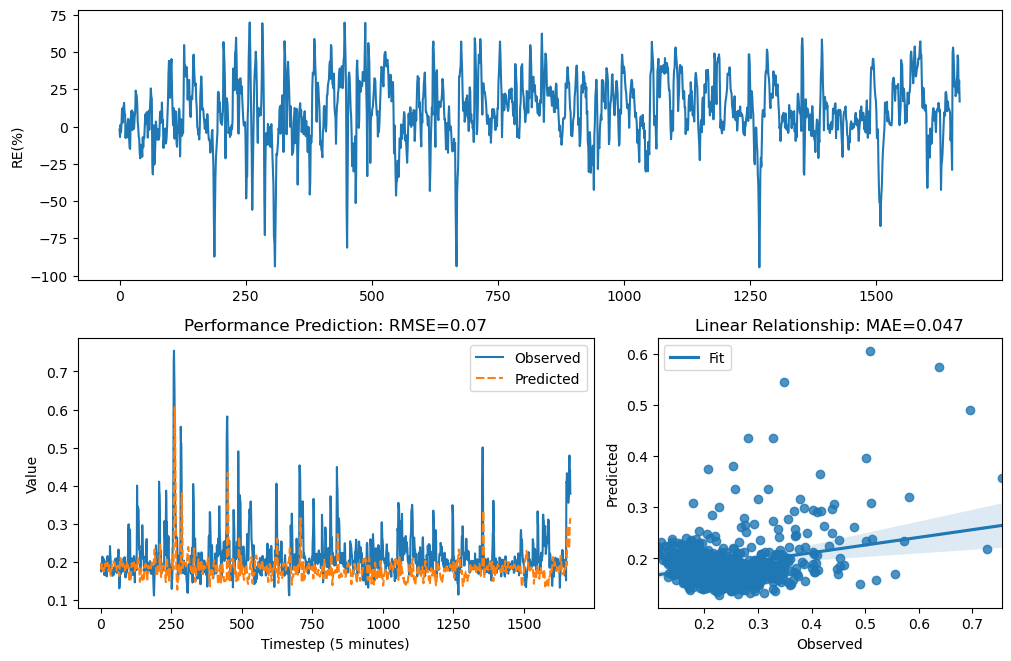 75
50
25
0
-25
-50
-75
-100
RE(%)
0 250 500 750 1000 1250 1500
Performance Prediction: RMSE=0.07
Observed
Predicted
0.7
0.6
0.5
0.4
0.3
0.2
0.1
Value
0 250 500 750 1000 1250 1500
Timestep (5 minutes)
Linear Relationship: MAE=0.047
Fit
0.6
0.5
0.4
0.3
0.2
Predicted
0.2 0.3 0.4 0.5 0.6 0.7
Observed